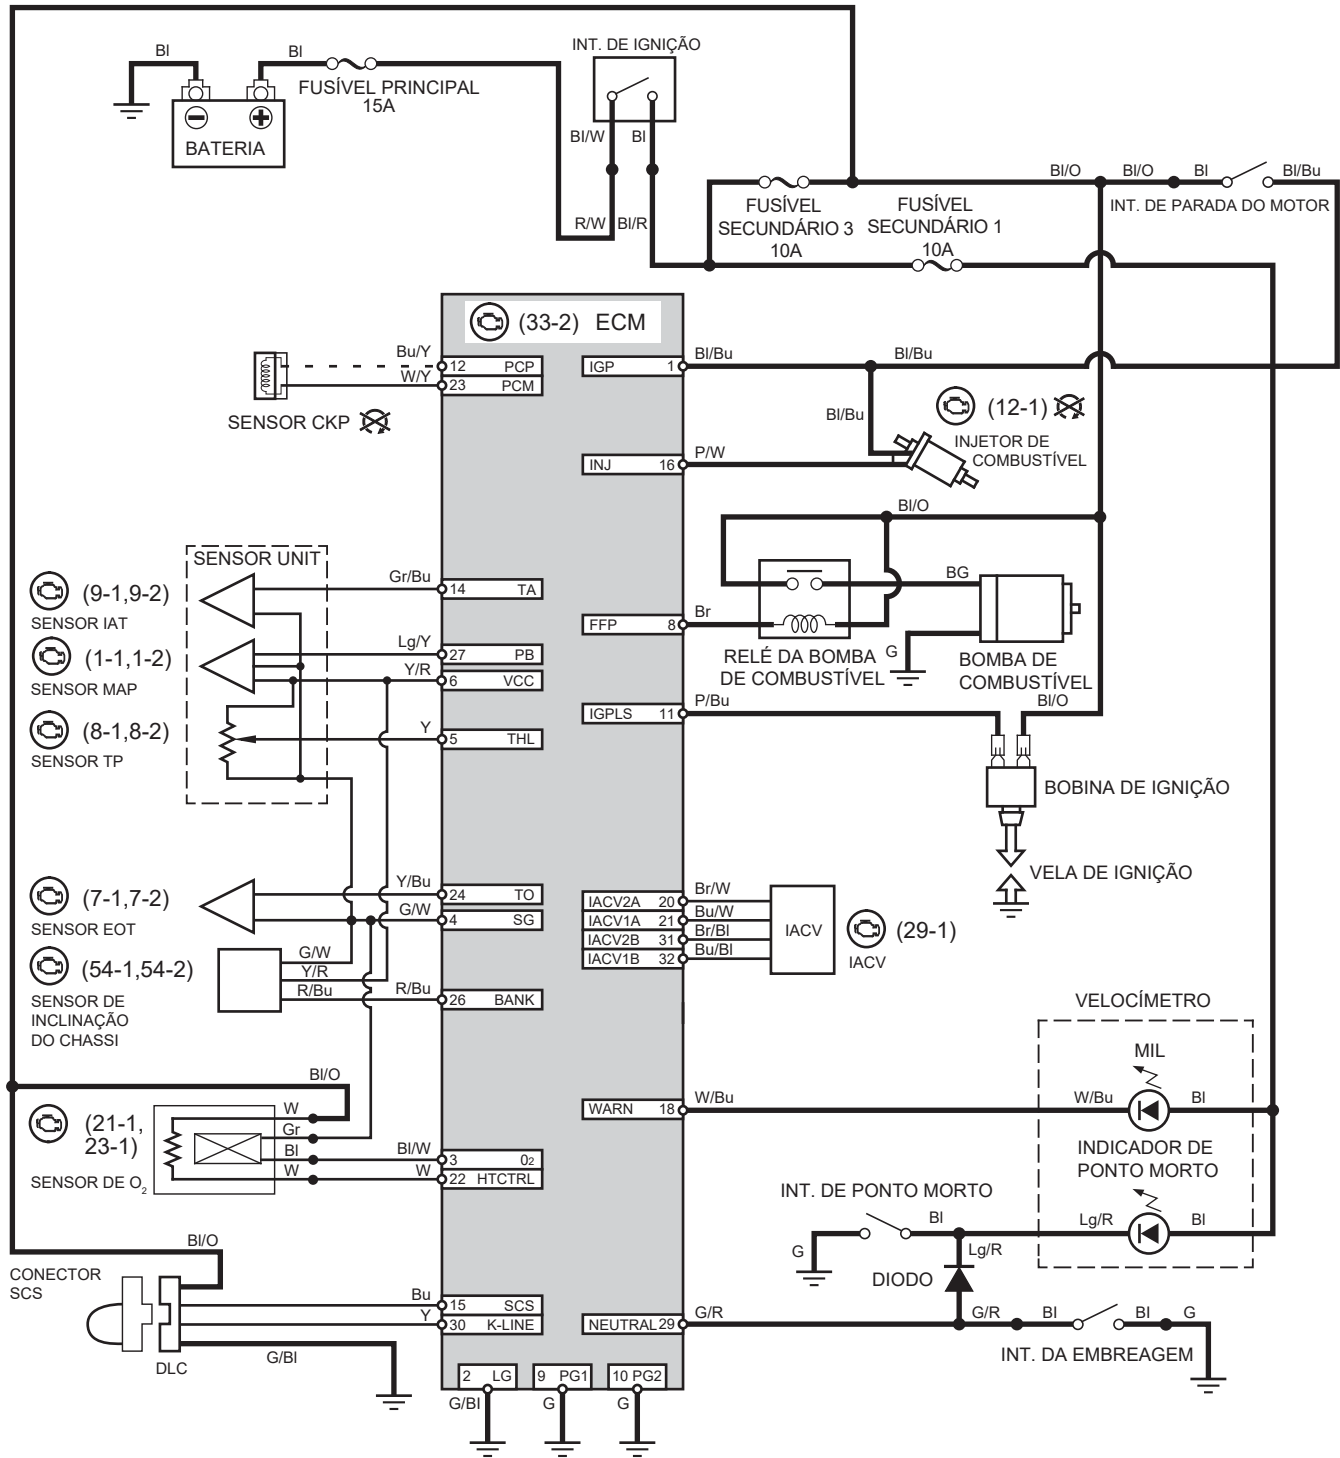 Bl
Bl
FUSÍVEL PRINCIPAL
15A
BATERIA
INT. DE IGNIÇÃO
Bl/W
Bl
R/W
Bl/R
FUSÍVEL
SECUNDÁRIO 3
10A
FUSÍVEL
SECUNDÁRIO 1
10A
Bl/O
Bl/O
Bl
Bl/Bu
INT. DE PARADA DO MOTOR
(33-2) ECM
Bu/Y
12 PCP
W/Y
23 PCM
SENSOR CKP
IGP 1
Bl/Bu
Bl/Bu
Bl/Bu
(12-1)
INJETOR DE
COMBUSTÍVEL
INJ 16
P/W
Bl/O
SENSOR UNIT
(9-1,9-2)
SENSOR IAT
Gr/Bu
14 TA
(1-1,1-2)
SENSOR MAP
Lg/Y
27 PB
Y/R
6 VCC
(8-1,8-2)
SENSOR TP
Y
5 THL
FFP 8
Br
RELÉ DA BOMBA
DE COMBUSTÍVEL
BG
G
BOMBA DE
COMBUSTÍVEL
Bl/O
IGPLS 11
P/Bu
BOBINA DE IGNIÇÃO
VELA DE IGNIÇÃO
(7-1,7-2)
SENSOR EOT
Y/Bu
24 TO
G/W
4 SG
IACV2A 20
Br/W
IACV1A 21
Bu/W
IACV2B 31
Br/Bl
IACV1B 32
Bu/Bl
IACV
(29-1)
IACV
(54-1,54-2)
SENSOR DE
INCLINAÇÃO
DO CHASSI
G/W
Y/R
R/Bu
R/Bu
26 BANK
VELOCÍMETRO
MIL
WARN 18
W/Bu
W/Bu
Bl
INDICADOR DE
PONTO MORTO
Lg/R
Bl
Bl/O
(21-1,
23-1)
SENSOR DE O2
W
Gr
Bl
W
Bl/W
3 02
W
22 HTCTRL
INT. DE PONTO MORTO
Bl
G
Lg/R
DIODO
Bl/O
CONECTOR
SCS
DLC
Bu
15 SCS
Y
30 K-LINE
G/Bl
NEUTRAL 29
G/R
G/R
Bl
Bl
G
INT. DA EMBREAGEM
2 LG
9 PG1
10 PG2
G/Bl
G
G